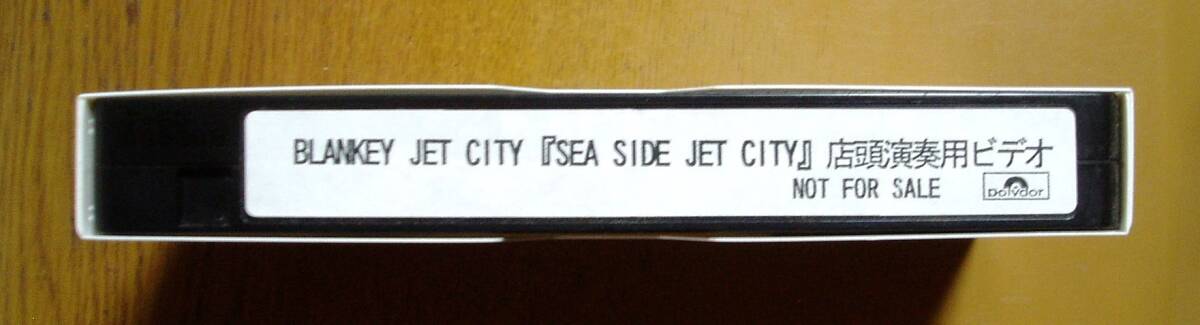 BLANKEY JET CITY『SEA SIDE JET CITY』店頭演奏用ビデオ
NOT FOR SALE
Polydor